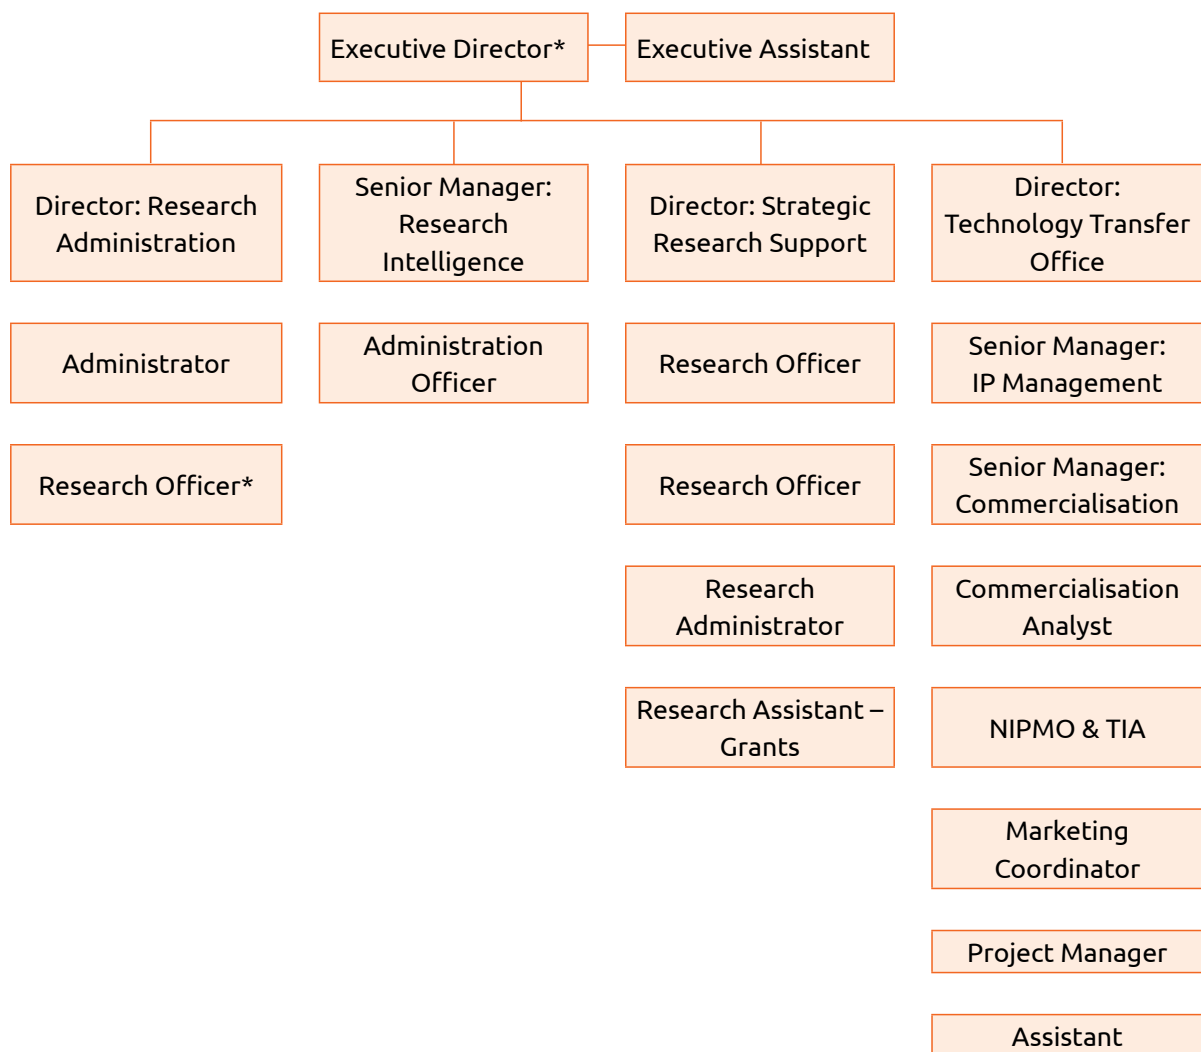 Executive Director*
Executive Assistant
Director: Research
Administration
Senior Manager:
Research
Intelligence
Director: Strategic
Research Support
Director:
Technology Transfer
Office
Administrator
Administration
Officer
Research Officer
Senior Manager:
IP Management
Research Officer*
Research Officer
Senior Manager:
Commercialisation
Research
Administrator
Commercialisation
Analyst
Research Assistant –
Grants
NIPMO & TIA
Marketing
Coordinator
Project Manager
Assistant